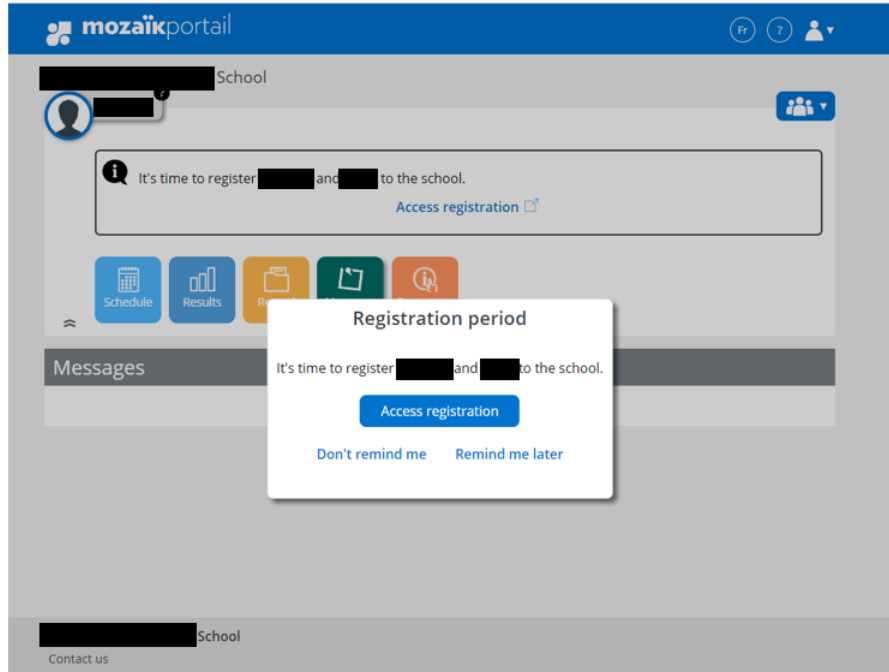 mozaïkportail
Fr ?
School
?
It's time to register and to the school.
Access registration
Schedule Results
Registration period
Messages
It's time to register and to the school.
Access registration
Don't remind me Remind me later
School
Contact us